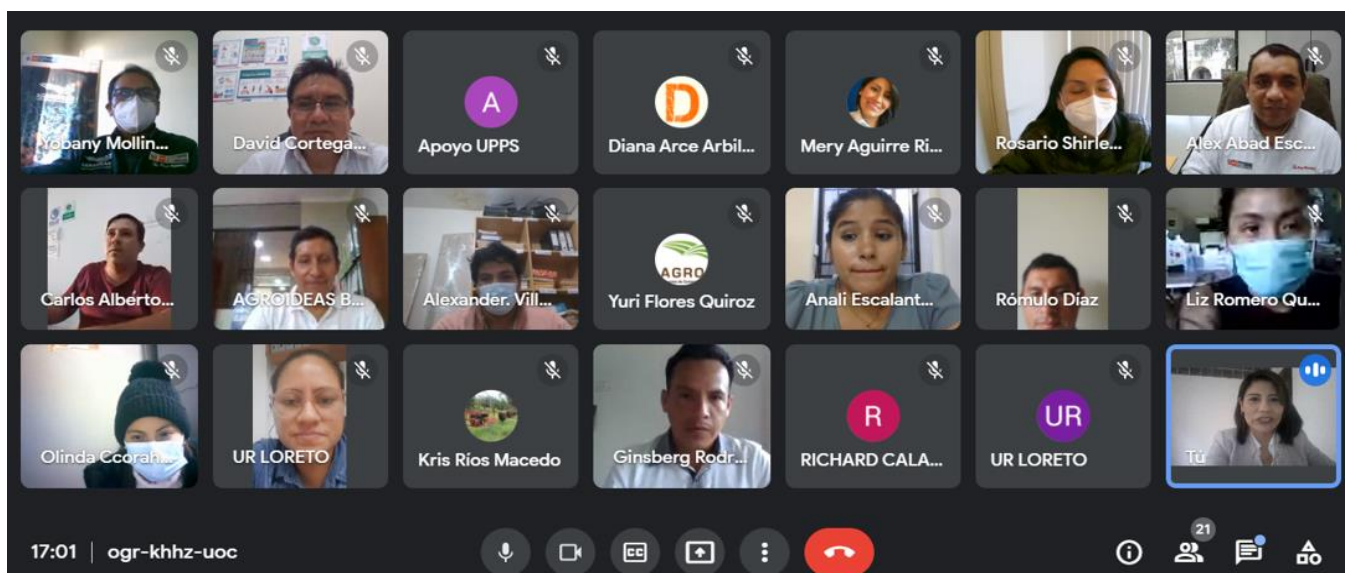 Yobany Mollin...
David Cortega...
A
Apoyo UPPS
D
Diana Arce Arbil...
Mery Aguirre Ri...
Rosario Shirle...
Alex Abad Esc...
Carlos Alberto...
AGROIDEAS B...
Alexander. Vill...
AGRO
Yuri Flores Quiroz
Anali Escalant...
Rómulo Díaz
Liz Romero Qu...
Olinda Ccorah...
UR LORETO
Kris Ríos Macedo
Ginsberg Rodr...
R
RICHARD CALA...
UR
UR LORETO
Tú
17:01 | ogr-khhz-uoc
CC
21